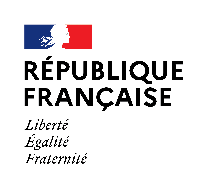 RÉPUBLIQUE
FRANÇAISE
Liberté
Égalité
Fraternité